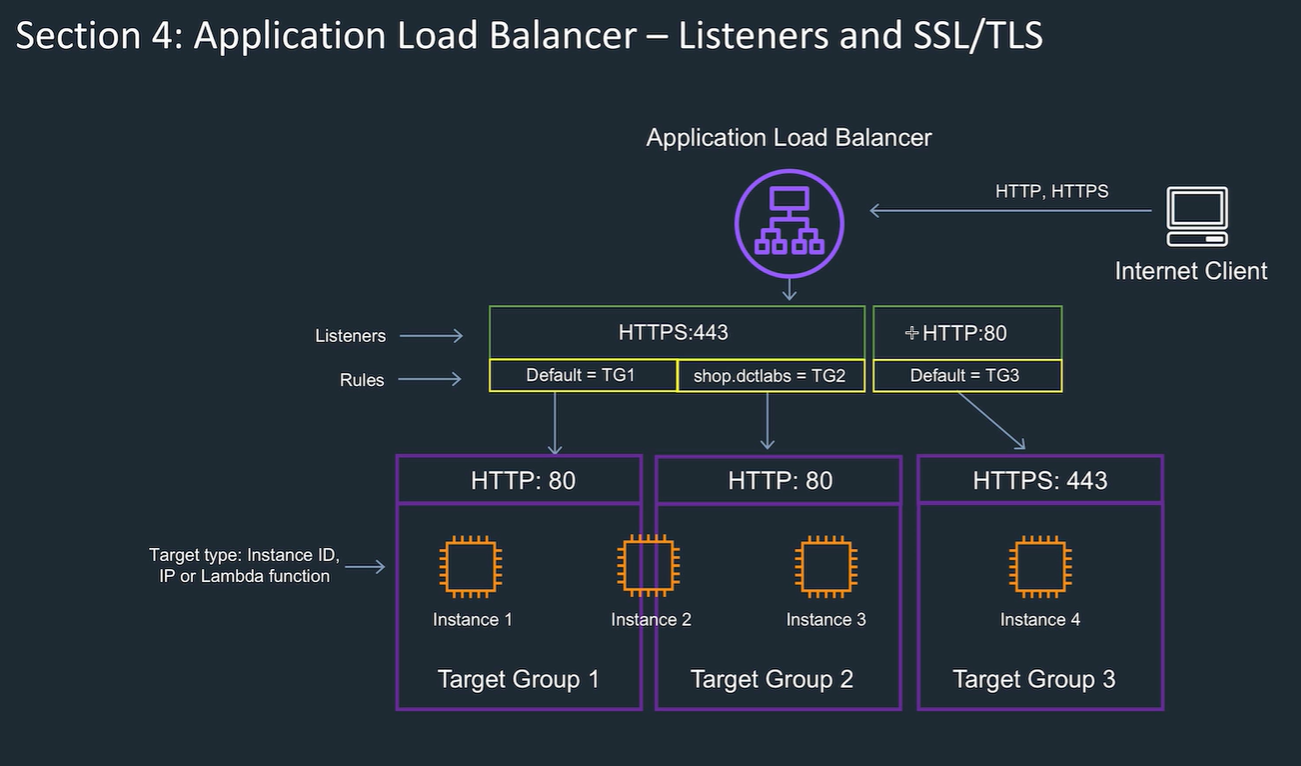 Section 4: Application Load Balancer – Listeners and SSL/TLS
Application Load Balancer
HTTP, HTTPS
Internet Client
Listeners
HTTPS:443
HTTP:80
Rules
Default = TG1
shop.dctlabs = TG2
Default = TG3
HTTP: 80
HTTP: 80
HTTPS: 443
Target type: Instance ID,
IP or Lambda function
Instance 1
Instance 2
Instance 3
Instance 4
Target Group 1
Target Group 2
Target Group 3